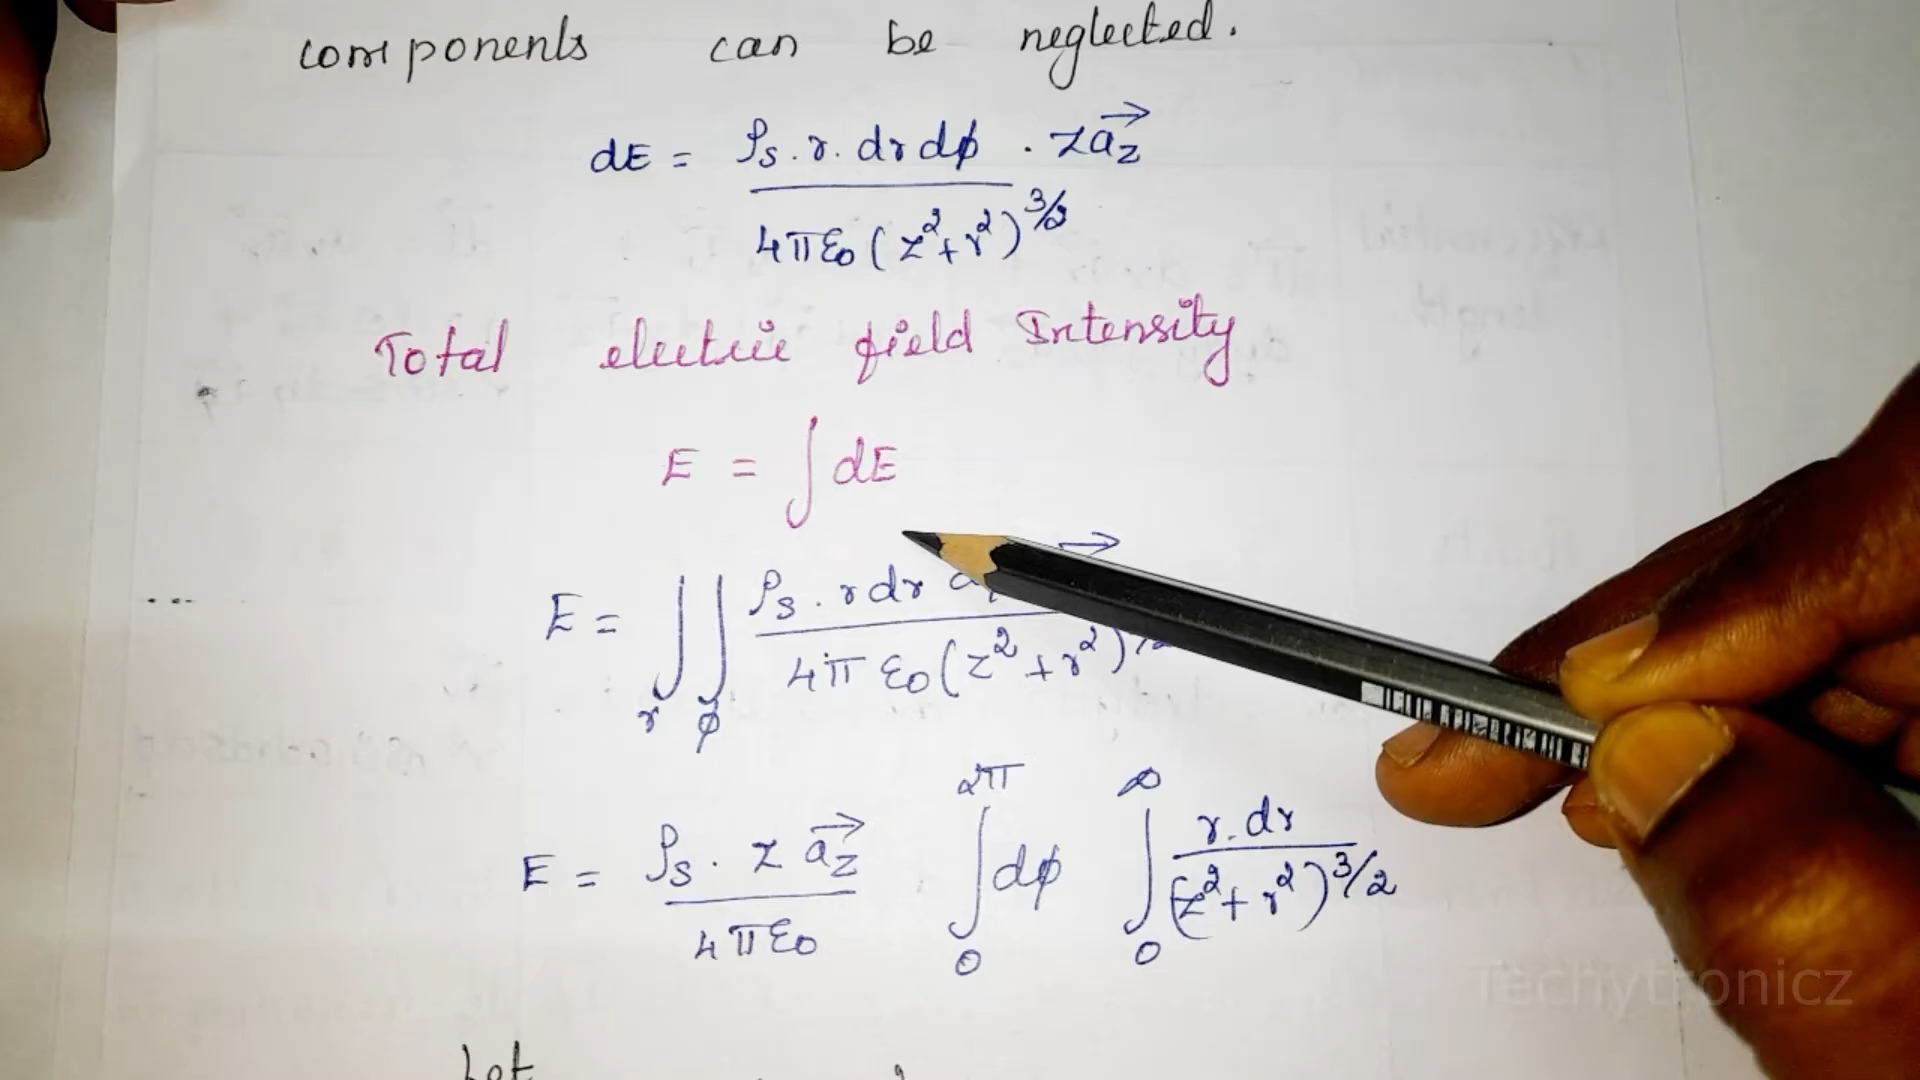 components can be neglected.
dE = ρs . r . dr dϕ . z a⃗z / 4πε0 (z² + r²)^3/2
Total electric field Intensity
E = ∫ dE
E = ∫r ∫ϕ ρs . r dr / 4π ε0 (z² + r²)
E = ρs . z a⃗z / 4πε0 ∫0^2π dϕ ∫0^∞ r . dr / (z² + r²)^3/2
Let
Techytronicz